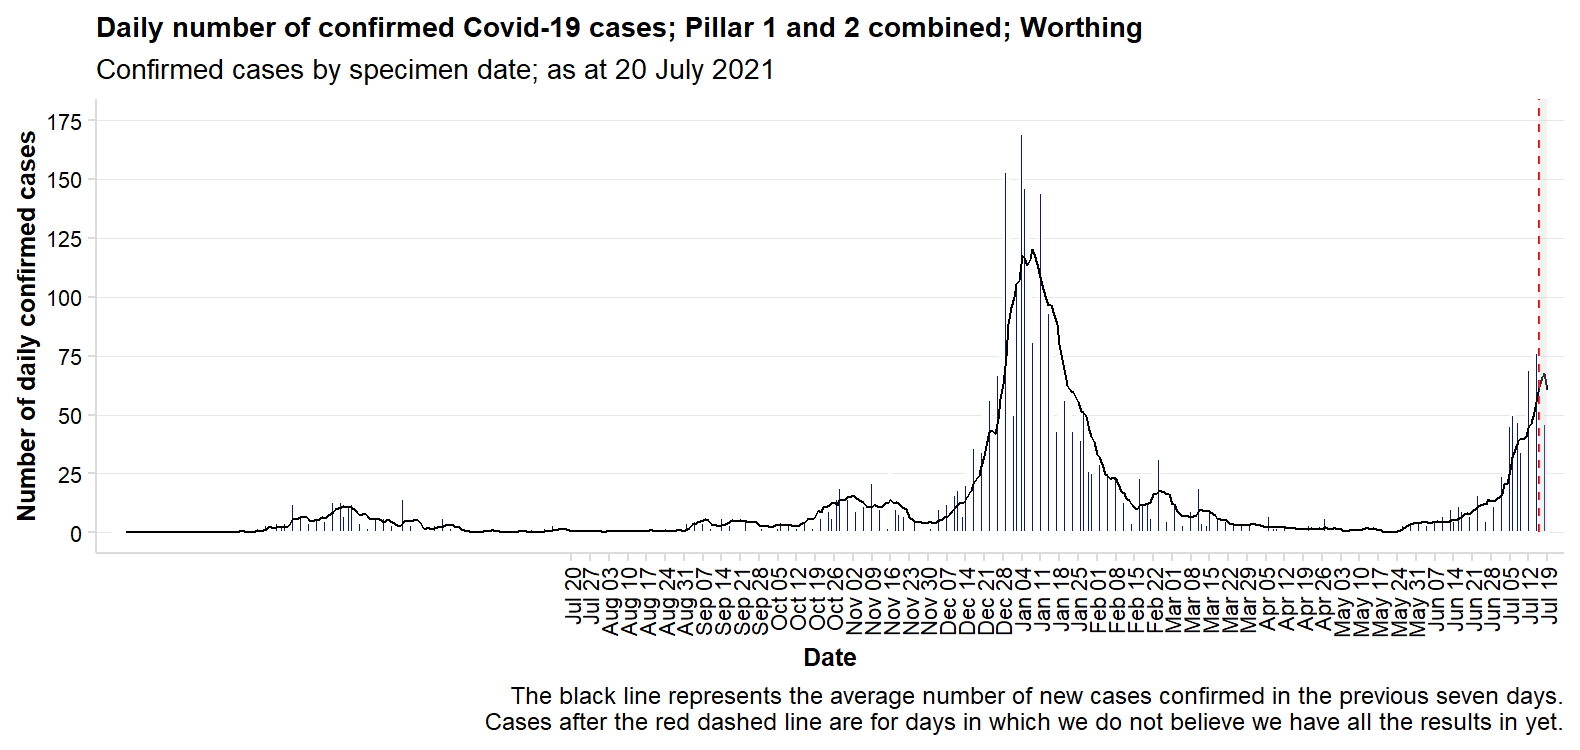 Daily number of confirmed Covid-19 cases; Pillar 1 and 2 combined; Worthing
Confirmed cases by specimen date; as at 20 July 2021
Number of daily confirmed cases
175
150
125
100
75
50
25
0
Jul 20
Jul 27
Aug 03
Aug 10
Aug 17
Aug 24
Aug 31
Sep 07
Sep 14
Sep 21
Sep 28
Oct 05
Oct 12
Oct 19
Oct 26
Nov 02
Nov 09
Nov 16
Nov 23
Nov 30
Dec 07
Dec 14
Dec 21
Dec 28
Jan 04
Jan 11
Jan 18
Jan 25
Feb 01
Feb 08
Feb 15
Feb 22
Mar 01
Mar 08
Mar 15
Mar 22
Mar 29
Apr 05
Apr 12
Apr 19
Apr 26
May 03
May 10
May 17
May 24
May 31
Jun 07
Jun 14
Jun 21
Jun 28
Jul 05
Jul 12
Jul 19
Date
The black line represents the average number of new cases confirmed in the previous seven days.
Cases after the red dashed line are for days in which we do not believe we have all the results in yet.